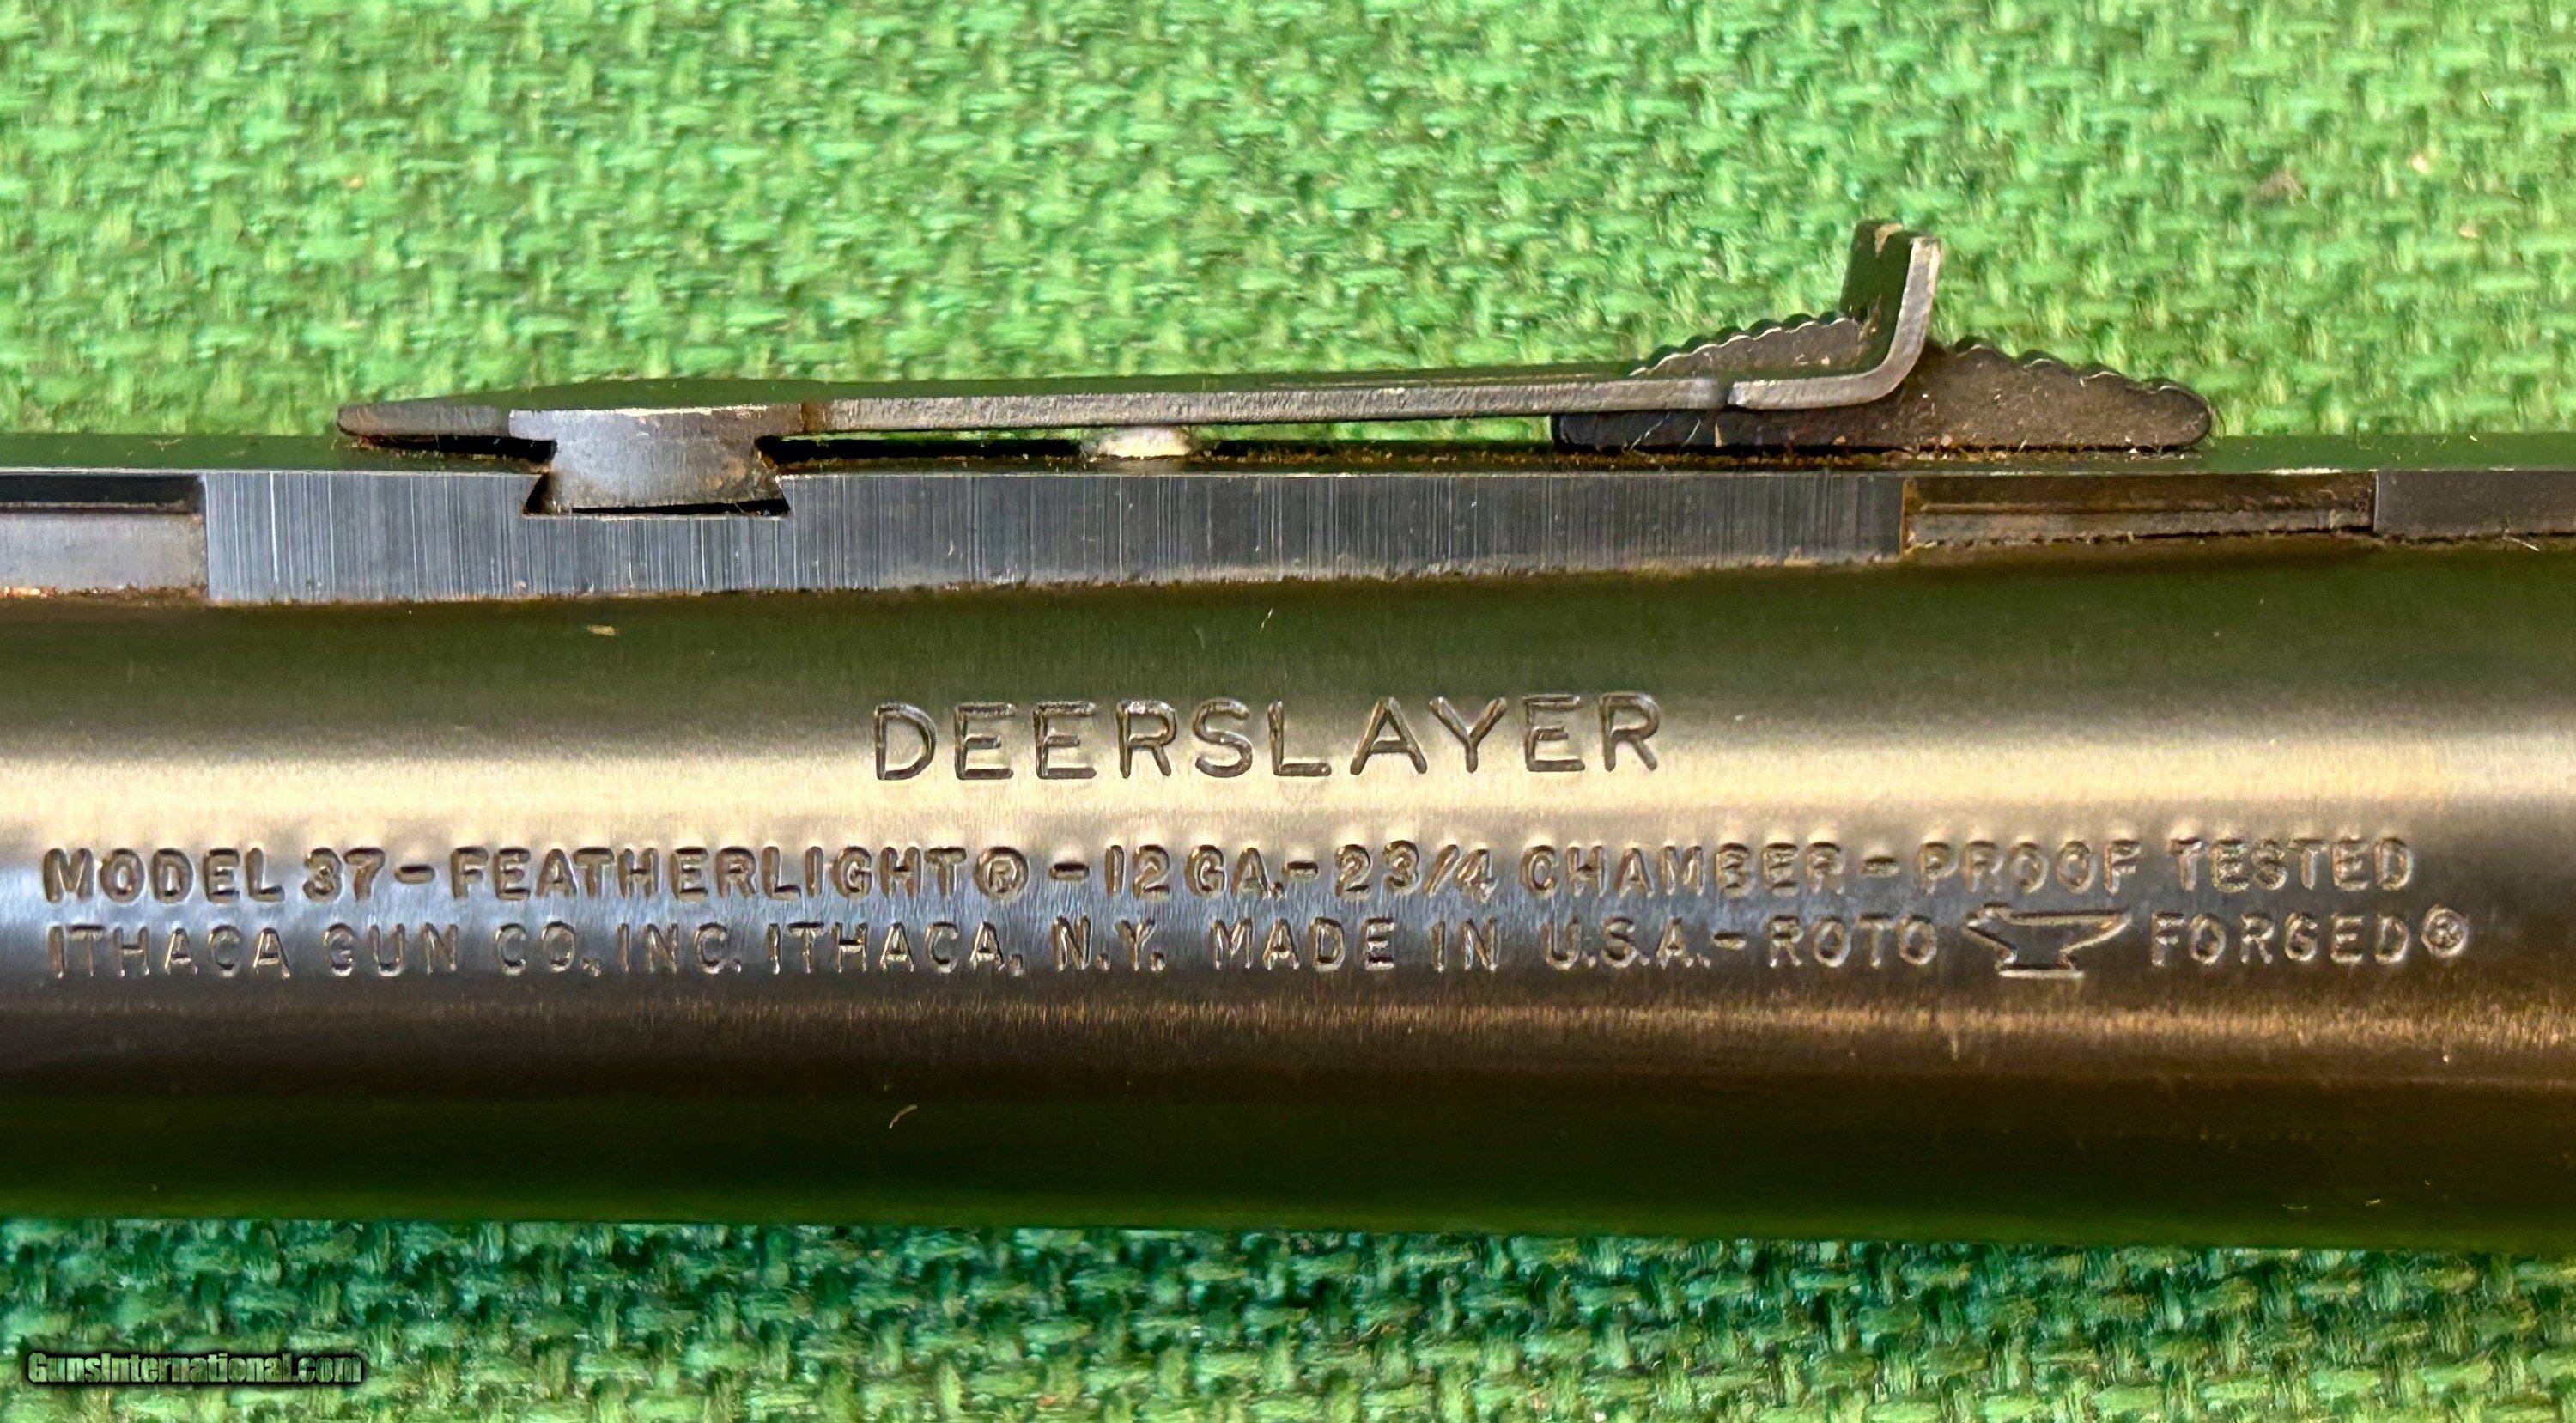 DEERSLAYER
MODEL 37-FEATHERLIGHT®-12 GA.-2 3/4 CHAMBER-PROOF TESTED
ITHACA GUN CO., INC. ITHACA, N.Y. MADE IN U.S.A.-ROTO FORGED®
GunsInternational.com